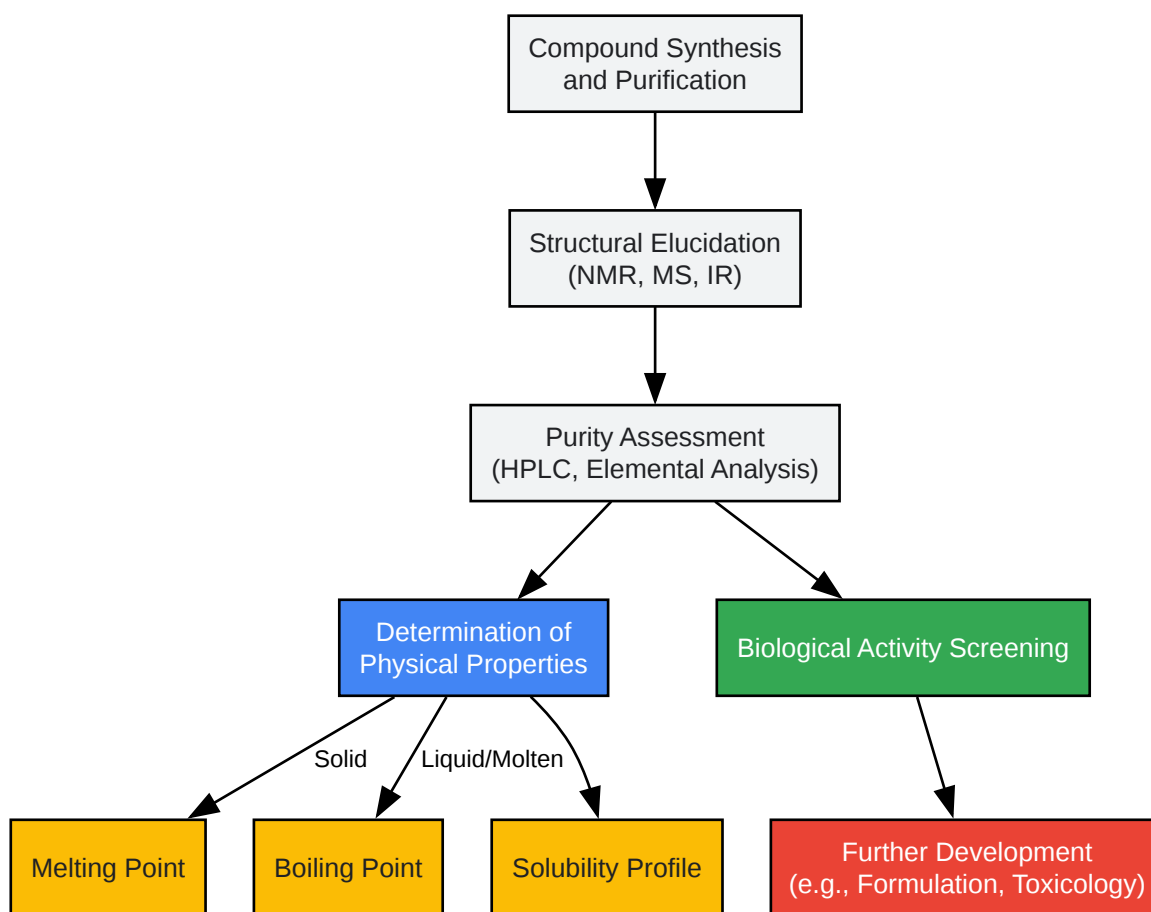 Compound Synthesis
and Purification
Structural Elucidation
(NMR, MS, IR)
Purity Assessment
(HPLC, Elemental Analysis)
Determination of
Physical Properties
Biological Activity Screening
Solid
Liquid/Molten
Melting Point
Boiling Point
Solubility Profile
Further Development
(e.g., Formulation, Toxicology)